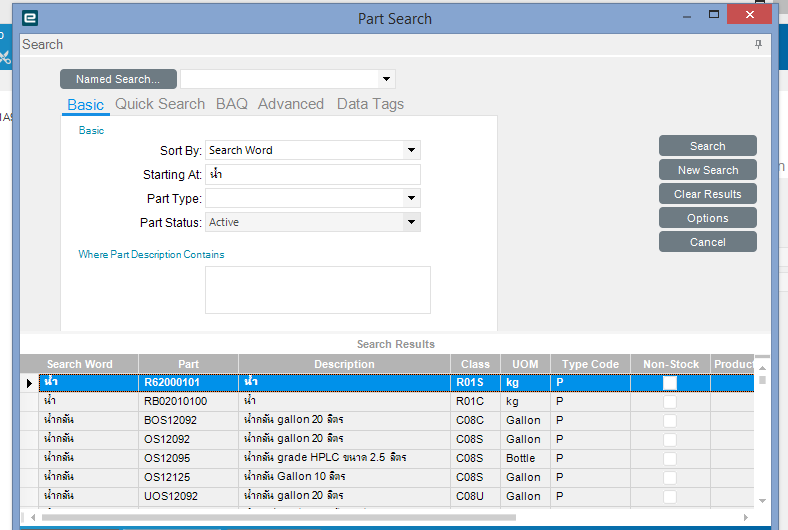 Part Search
Search
Named Search...
Basic Quick Search BAQ Advanced Data Tags
Basic
Sort By: Search Word
Starting At: น้ำ
Part Type:
Part Status: Active
Where Part Description Contains
Search
New Search
Clear Results
Options
Cancel
Search Results
Search Word Part Description Class UOM Type Code Non-Stock Product
น้ำ R62000101 น้ำ R01S kg P
น้ำ RB02010100 น้ำ R01C kg P
น้ำกลั่น BOS12092 น้ำกลั่น gallon 20 ลิตร C08C Gallon P
น้ำกลั่น OS12092 น้ำกลั่น gallon 20 ลิตร C08S Gallon P
น้ำกลั่น OS12095 น้ำกลั่น grade HPLC ขนาด 2.5 ลิตร C08S Bottle P
น้ำกลั่น OS12125 น้ำกลั่น Gallon 10 ลิตร C08S Gallon P
น้ำกลั่น UOS12092 น้ำกลั่น gallon 20 ลิตร C08U Gallon P